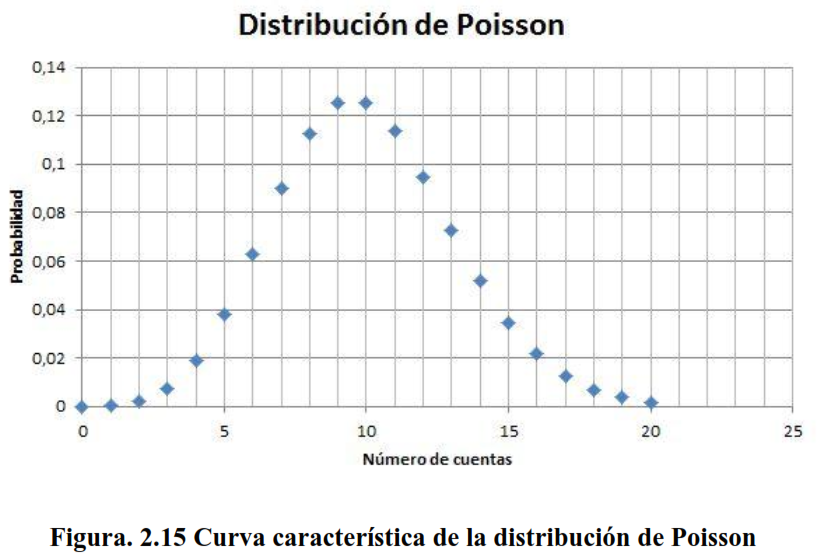 Distribución de Poisson
0,14
0,12
0,1
0,08
0,06
0,04
0,02
0
0 5 10 15 20 25
Probabilidad
Número de cuentas
Figura. 2.15 Curva característica de la distribución de Poisson